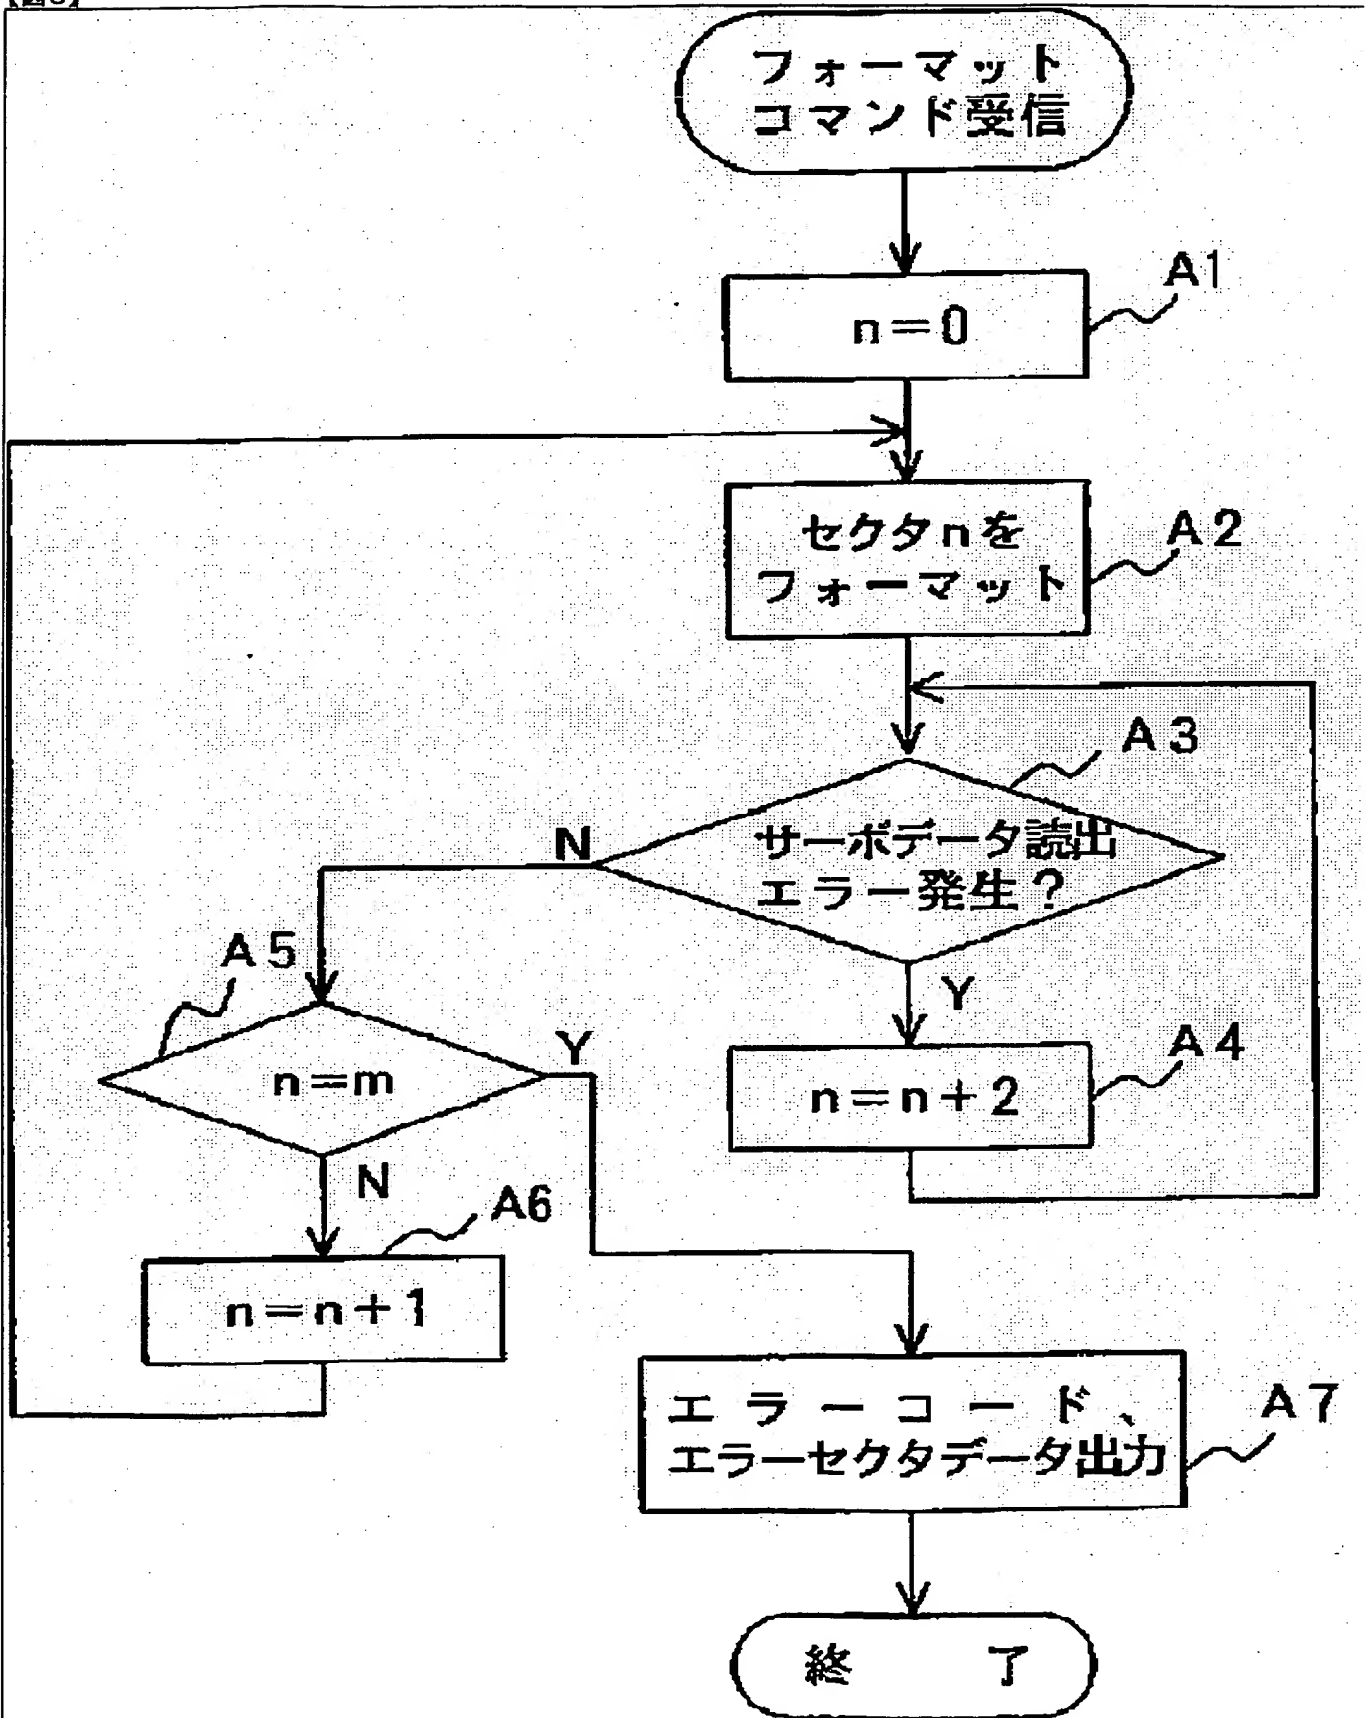 フォーマット
コマンド受信
A1
n=0
A2
セクタnを
フォーマット
A3
N
サーボデータ読出
エラー発生?
A5
Y
Y
A4
n=m
n=n+2
N
A6
n=n+1
エラーコード、
エラーセクタデータ出力
A7
終了